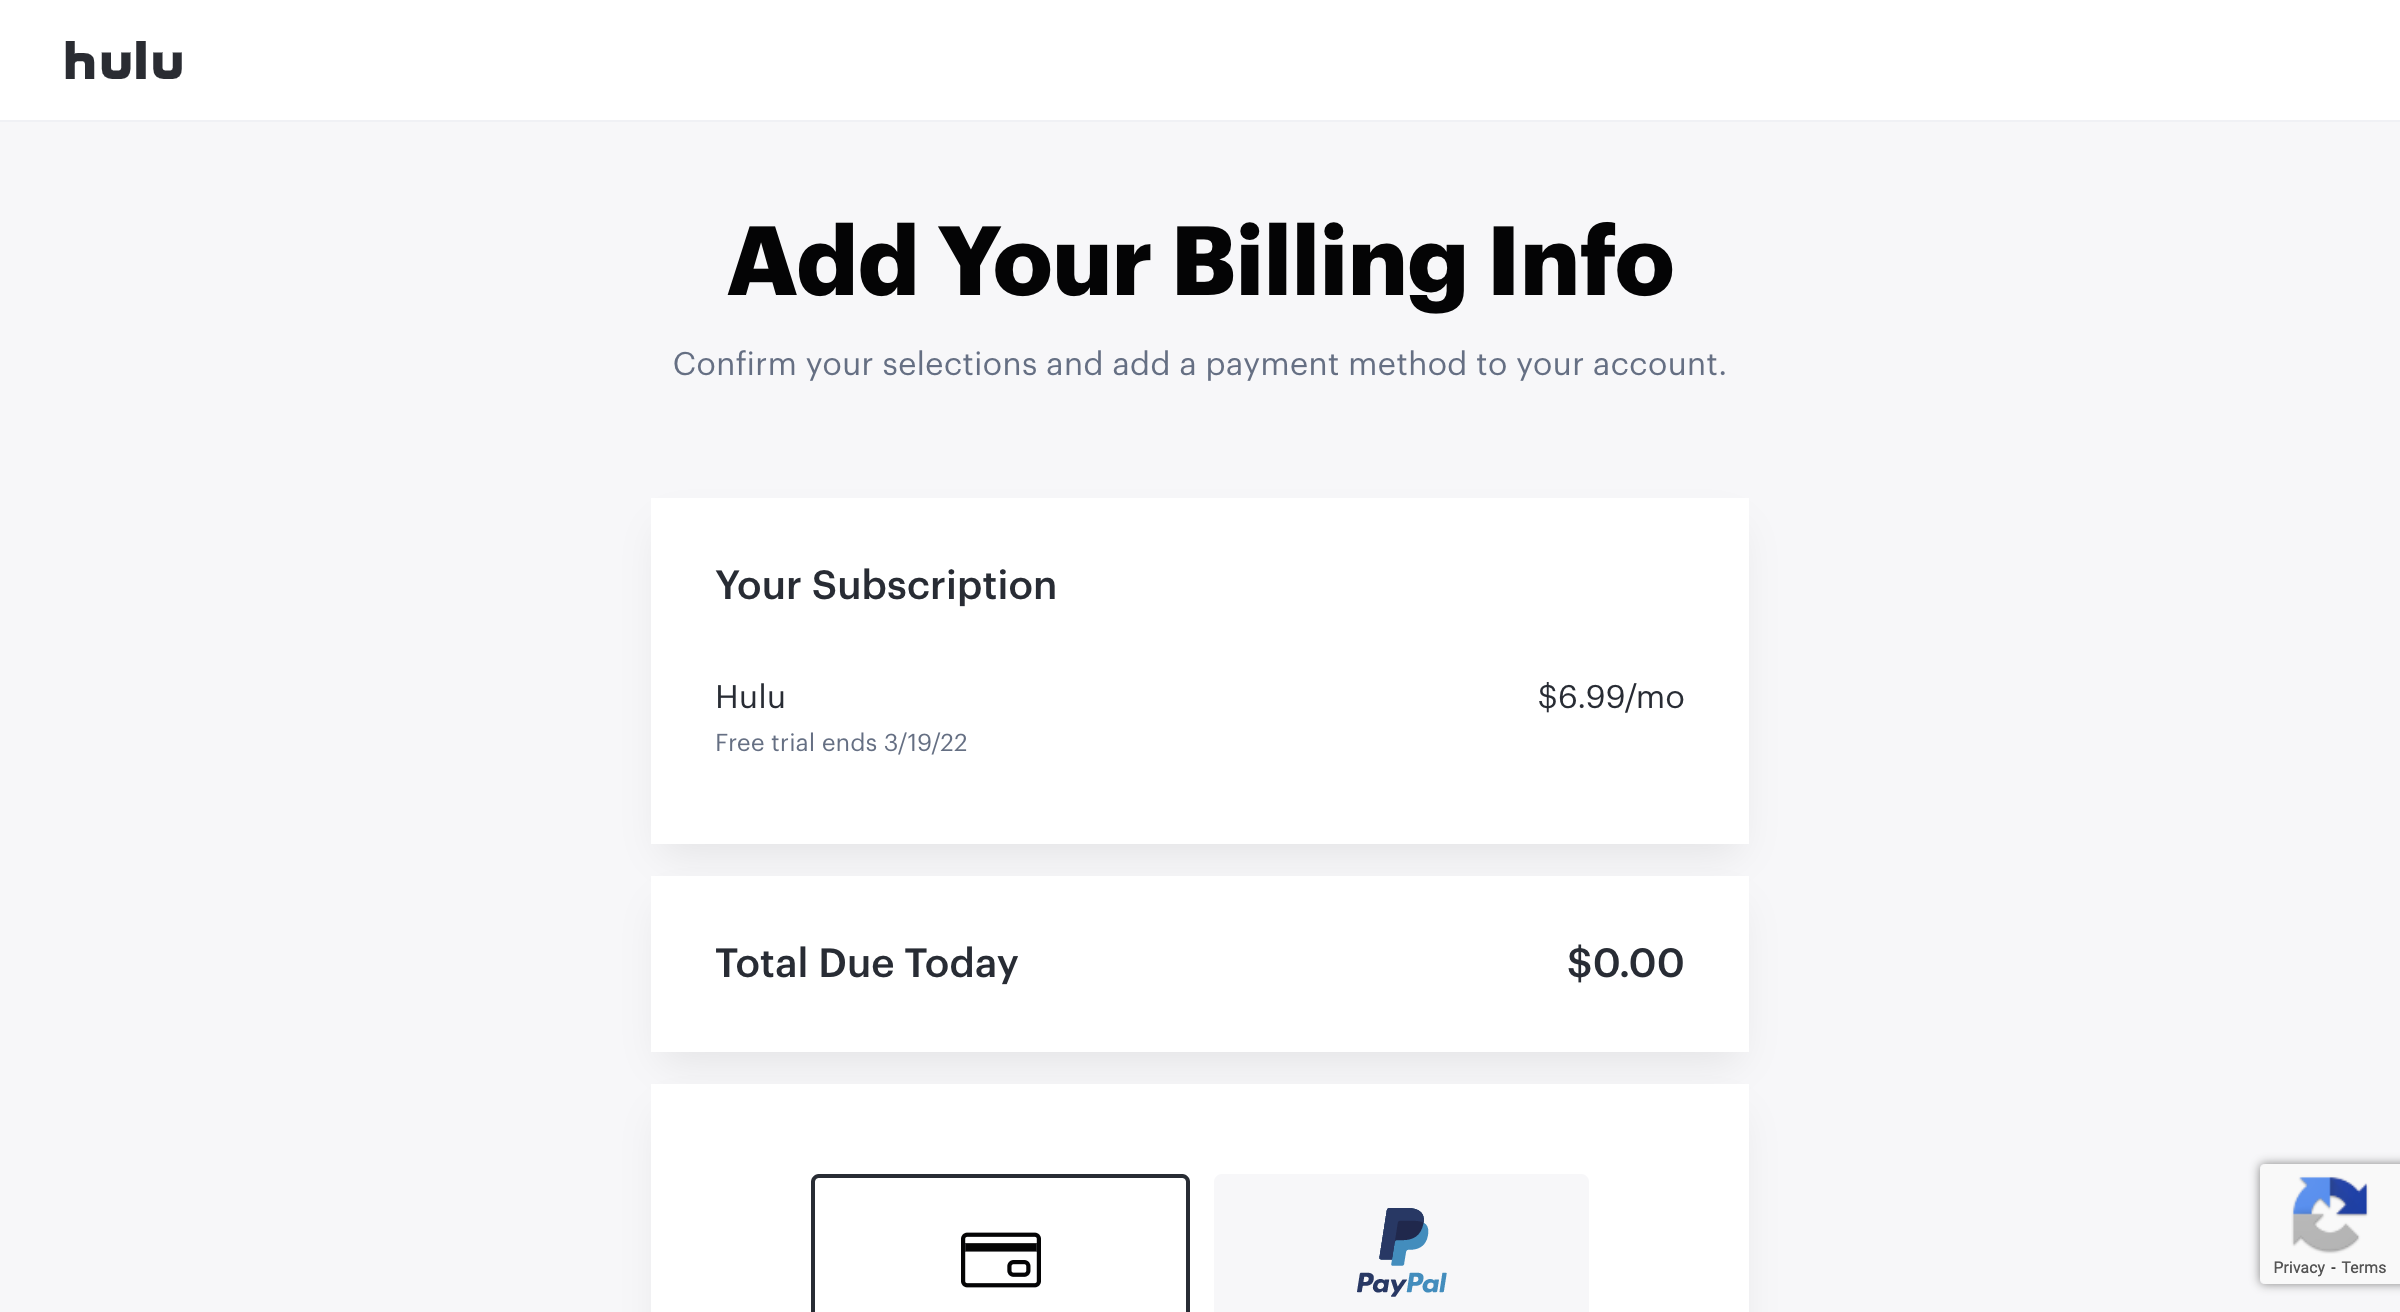 hulu
Add Your Billing Info
Confirm your selections and add a payment method to your account.
Your Subscription
Hulu $6.99/mo
Free trial ends 3/19/22
Total Due Today $0.00
PayPal
Privacy - Terms